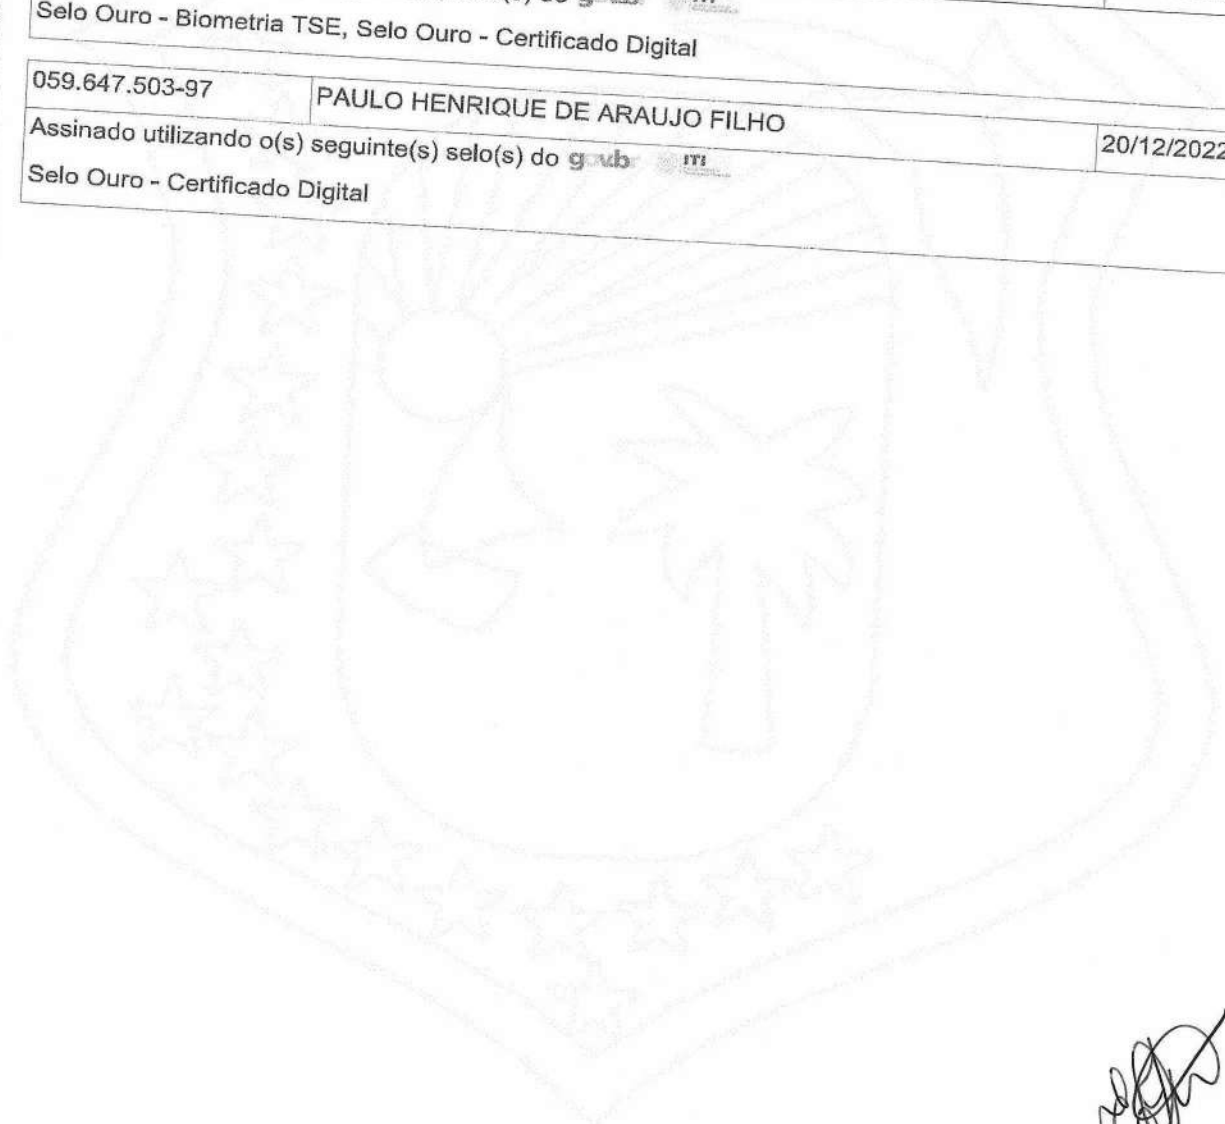 Selo Ouro - Biometria TSE, Selo Ouro - Certificado Digital
059.647.503-97 PAULO HENRIQUE DE ARAUJO FILHO 20/12/2022
Assinado utilizando o(s) seguinte(s) selo(s) do
Selo Ouro - Certificado Digital